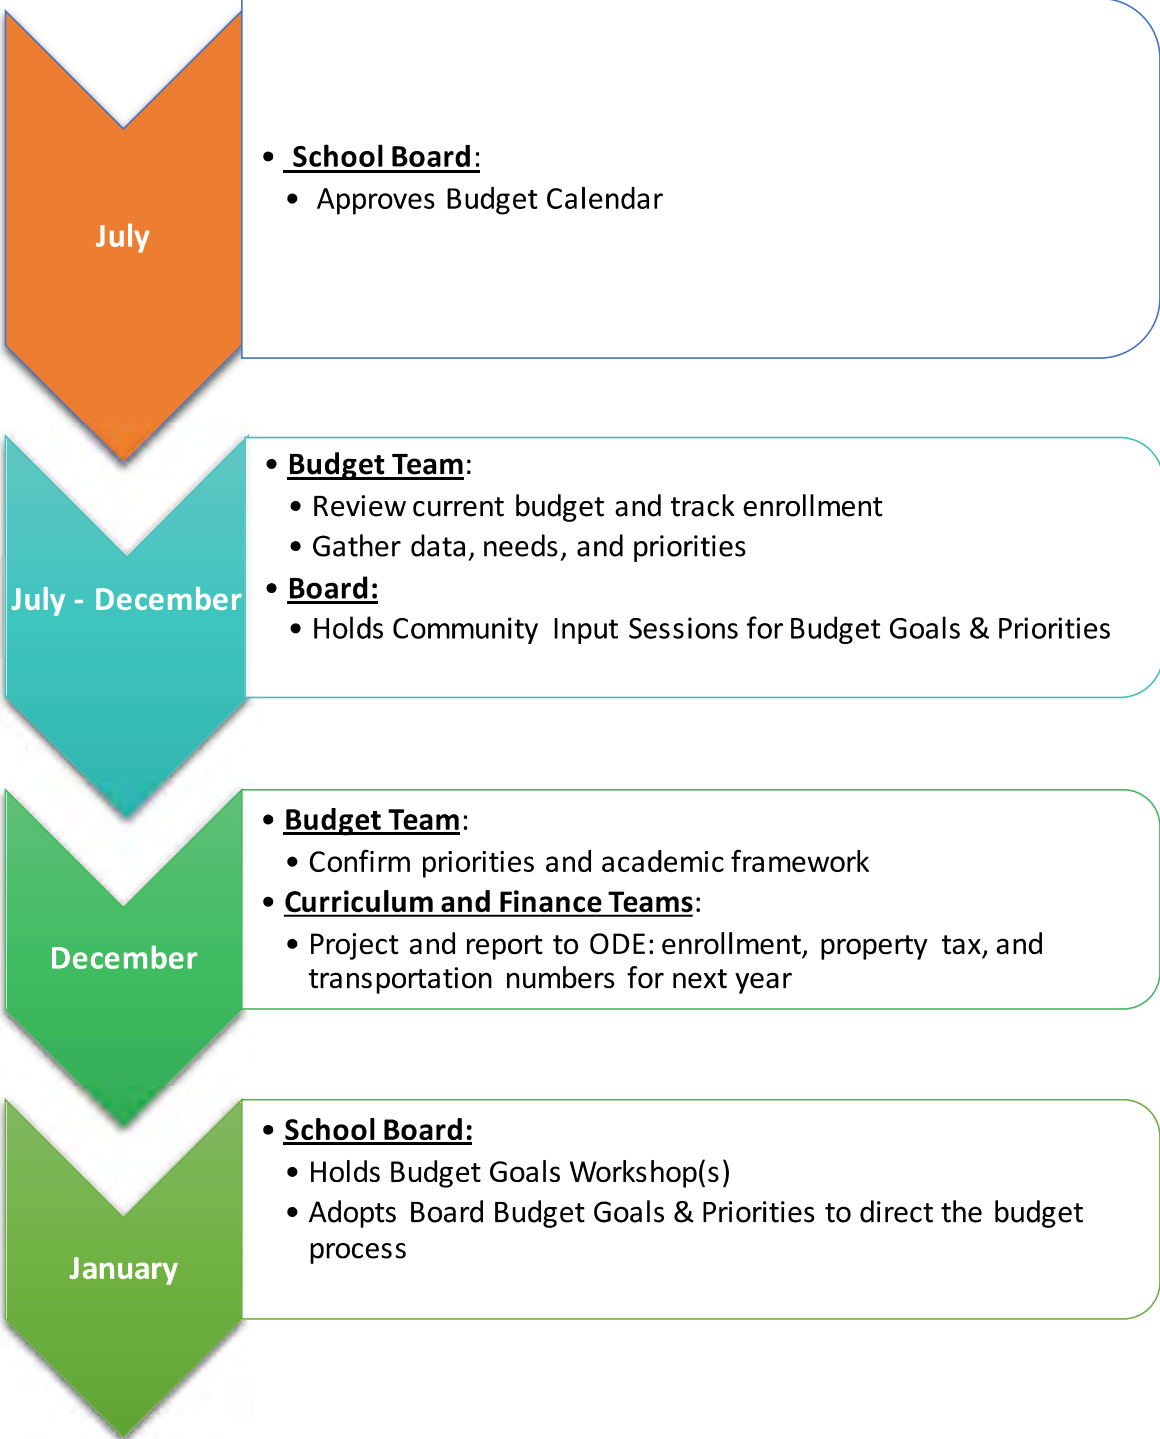 July
• School Board:
• Approves Budget Calendar
July - December
• Budget Team:
• Review current budget and track enrollment
• Gather data, needs, and priorities
• Board:
• Holds Community Input Sessions for Budget Goals & Priorities
December
• Budget Team:
• Confirm priorities and academic framework
• Curriculum and Finance Teams:
• Project and report to ODE: enrollment, property tax, and
transportation numbers for next year
January
• School Board:
• Holds Budget Goals Workshop(s)
• Adopts Board Budget Goals & Priorities to direct the budget
process